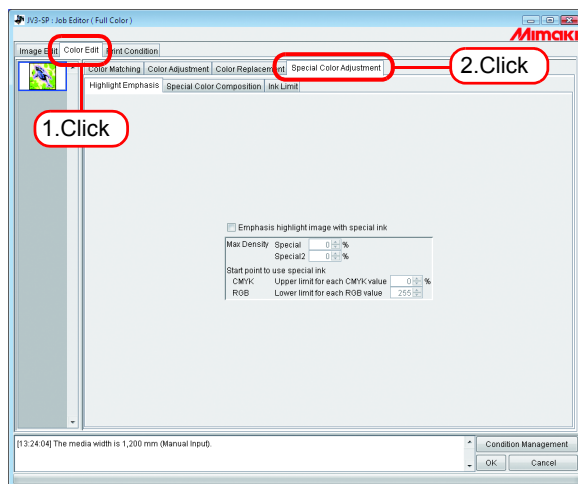 JV3-SP : Job Editor ( Full Color )
Mimaki
Image Edit Color Edit Print Condition
Color Matching Color Adjustment Color Replacement Special Color Adjustment
2.Click
Highlight Emphasis Special Color Composition Ink Limit
1.Click
Emphasis highlight image with special ink
Max Density Special 0 %
Special2 0 %
Start point to use special ink
CMYK Upper limit for each CMYK value 0 %
RGB Lower limit for each RGB value 255
[13:24:04] The media width is 1,200 mm (Manual Input).
Condition Management
OK Cancel